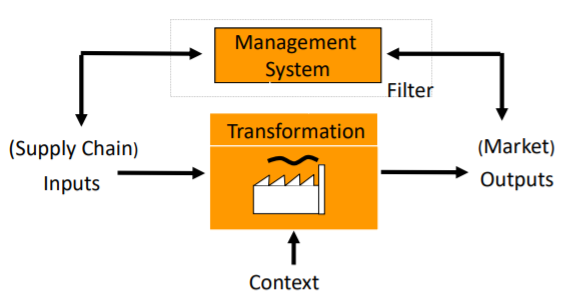 Management
System
Filter
(Supply Chain)
Inputs
Transformation
(Market)
Outputs
Context